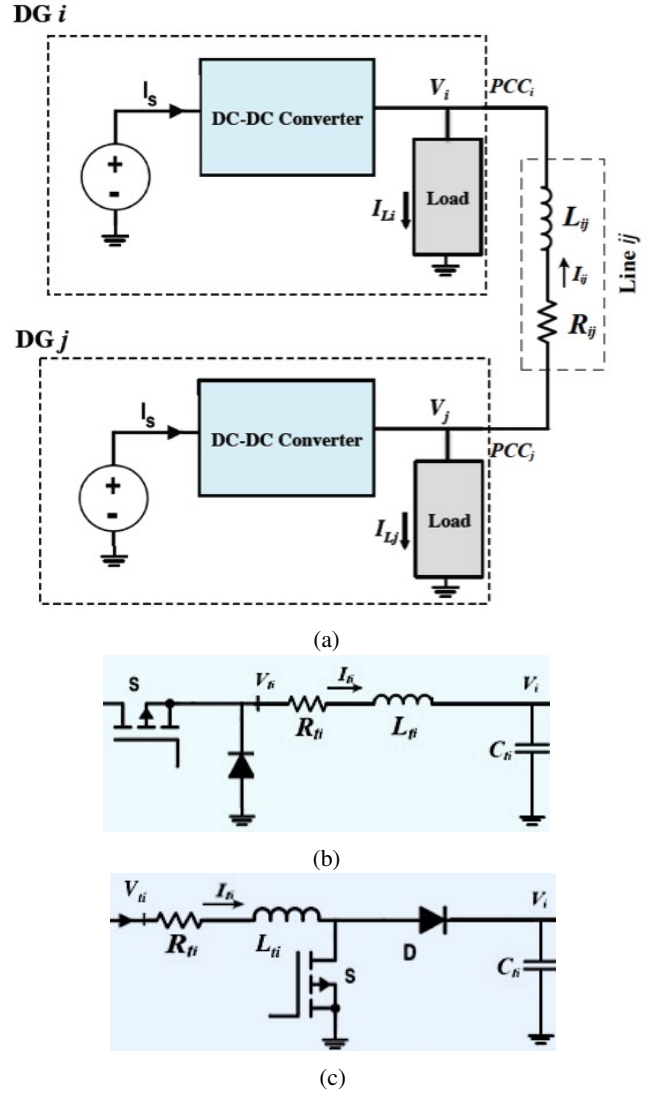 DG i
I_s
+
-
DC-DC Converter
V_i
PCC_i
I_Li
Load
L_ij
I_ij
R_ij
Line ij
DG j
I_s
+
-
DC-DC Converter
V_j
PCC_j
I_Lj
Load
(a)
S
V_ti
I_ti
V_i
R_ti
L_ti
C_ti
(b)
V_ti
I_ti
V_i
R_ti
L_ti
S
D
C_ti
(c)